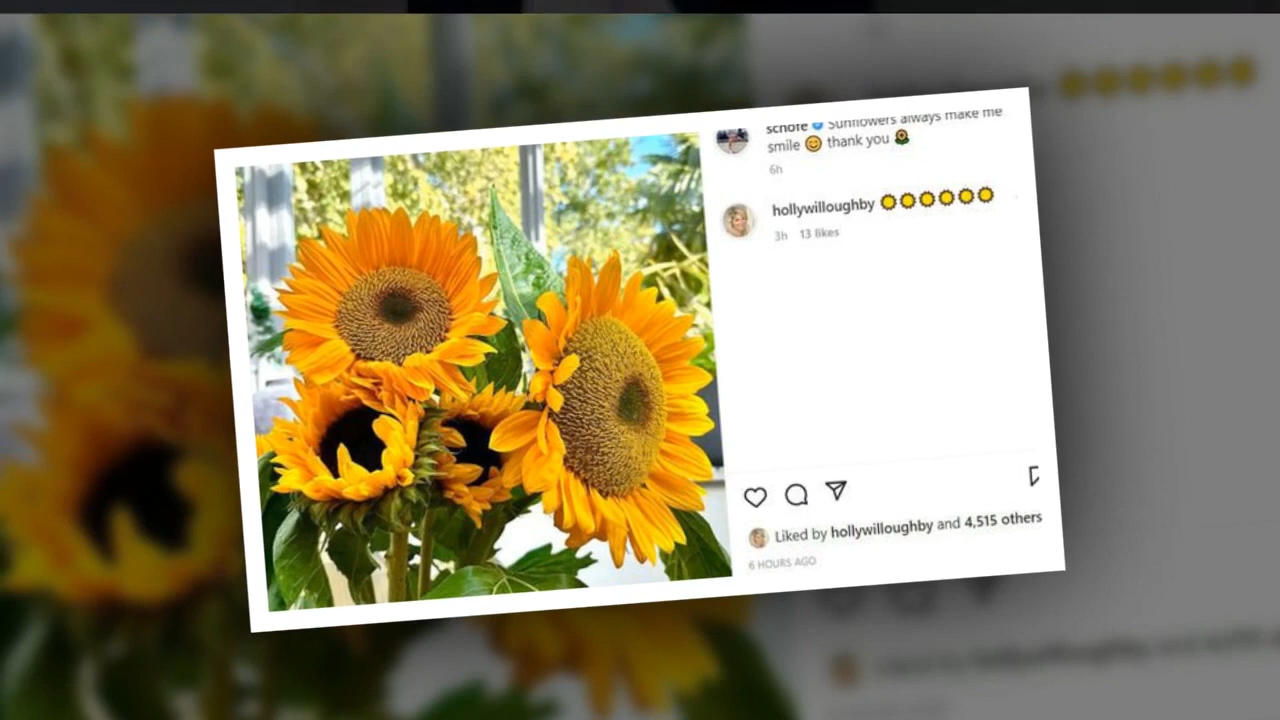 schofe Sunflowers always make me
smile 😊 thank you 🌻
6h
hollywilloughby 🌞🌞🌞🌞🌞🌞
3h 13 likes
Liked by hollywilloughby and 4,515 others
6 HOURS AGO